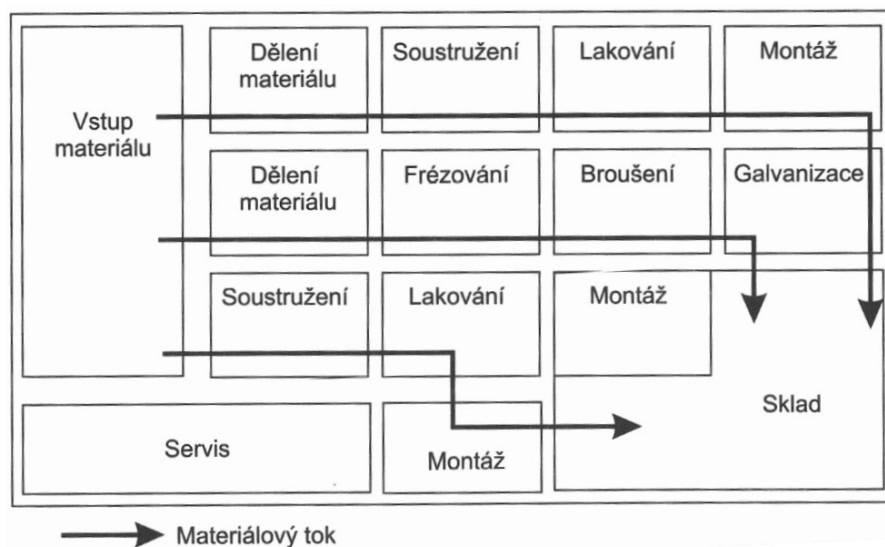 Vstup
materiálu
Dělení
materiálu
Soustružení
Lakování
Montáž
Dělení
materiálu
Frézování
Broušení
Galvanizace
Soustružení
Lakování
Montáž
Sklad
Servis
Montáž
Materiálový tok